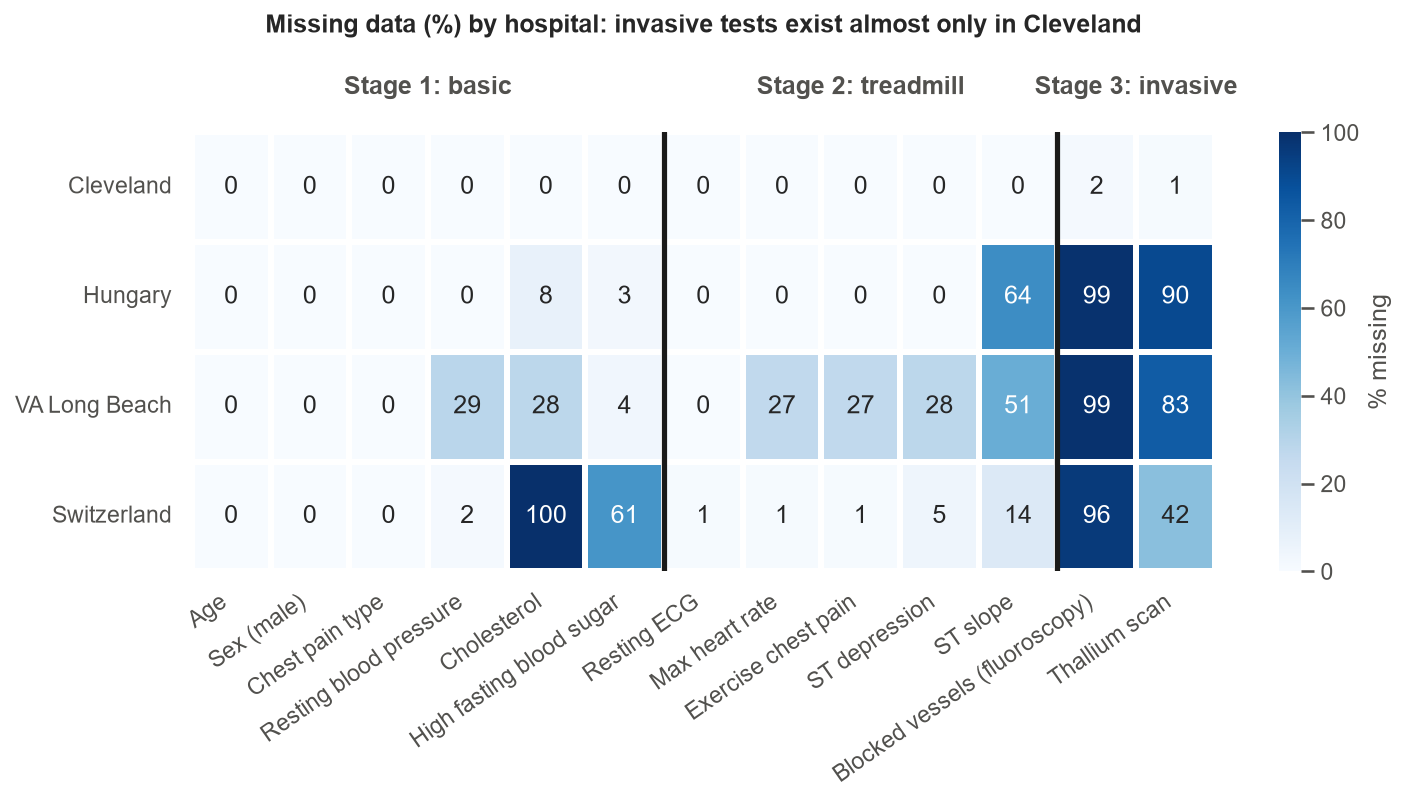 Missing data (%) by hospital: invasive tests exist almost only in Cleveland
Stage 1: basic
Stage 2: treadmill
Stage 3: invasive
Cleveland 0 0 0 0 0 0 0 0 0 0 0 2 1
Hungary 0 0 0 0 8 3 0 0 0 0 64 99 90
VA Long Beach 0 0 0 29 28 4 0 27 27 28 51 99 83
Switzerland 0 0 0 2 100 61 1 1 1 5 14 96 42
Age
Sex (male)
Chest pain type
Resting blood pressure
Cholesterol
High fasting blood sugar
Resting ECG
Max heart rate
Exercise chest pain
ST depression
ST slope
Blocked vessels (fluoroscopy)
Thallium scan
100
80
60
40
20
0
% missing